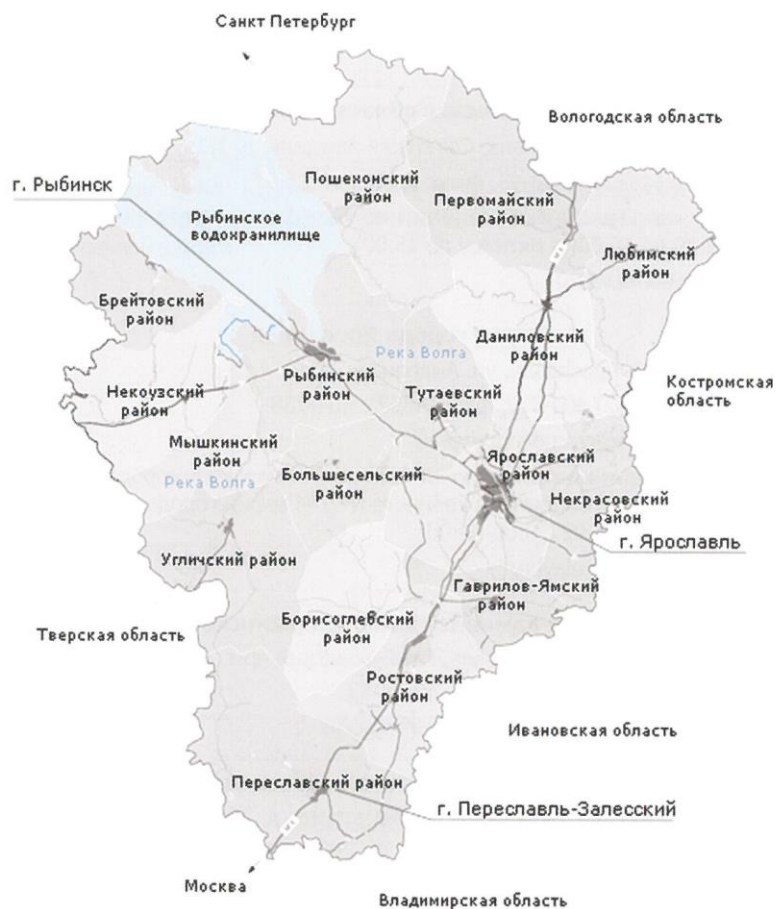 Санкт Петербург
Вологодская область
г. Рыбинск
Пошехонский
район
Первомайский
район
Рыбинское
водохранилище
Любимский
район
Брейтовский
район
Даниловский
район
Река Волга
Рыбинский
район
Некоузский
район
Тутаевский
район
Костромская
область
Мышкинский
район
Река Волга
Большесельский
район
Ярославский
район
Некрасовский
район
г. Ярославль
Угличский район
Гаврилов-Ямский
район
Борисоглебский
район
Тверская область
Ростовский
район
Ивановская область
Переславский район
г. Переславль-Залесский
Москва
Владимирская область